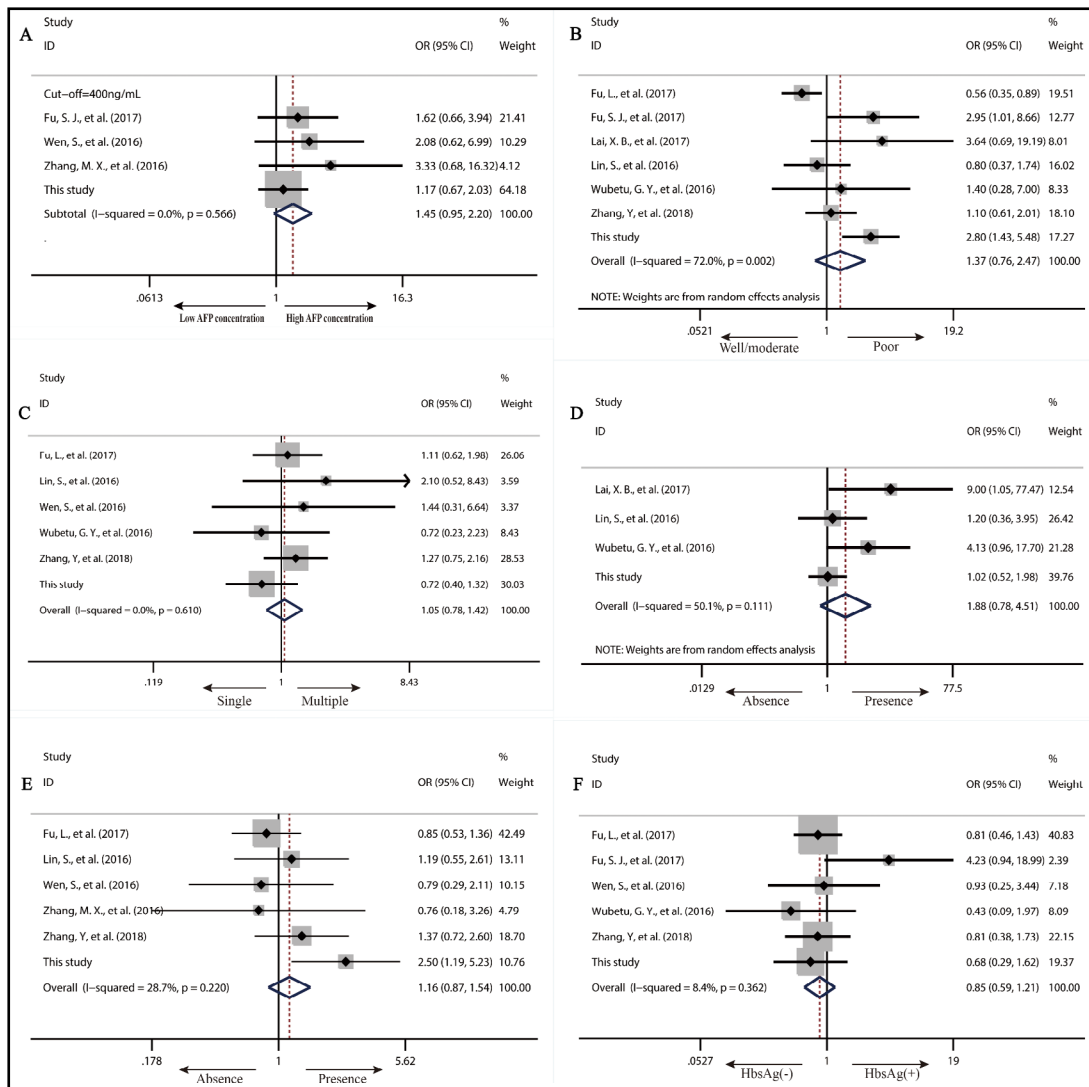 A
Study %
ID OR (95% CI) Weight
Cut−off=400ng/mL
Fu, S. J., et al. (2017) 1.62 (0.66, 3.94) 21.41
Wen, S., et al. (2016) 2.08 (0.62, 6.99) 10.29
Zhang, M. X., et al. (2016) 3.33 (0.68, 16.32) 4.12
This study 1.17 (0.67, 2.03) 64.18
Subtotal (I−squared = 0.0%, p = 0.566) 1.45 (0.95, 2.20) 100.00
.
.0613 1 16.3
Low AFP concentration High AFP concentration
B
Study %
ID OR (95% CI) Weight
Fu, L., et al. (2017) 0.56 (0.35, 0.89) 19.51
Fu, S. J., et al. (2017) 2.95 (1.01, 8.66) 12.77
Lai, X. B., et al. (2017) 3.64 (0.69, 19.19) 8.01
Lin, S., et al. (2016) 0.80 (0.37, 1.74) 16.02
Wubetu, G. Y., et al. (2016) 1.40 (0.28, 7.00) 8.33
Zhang, Y, et al. (2018) 1.10 (0.61, 2.01) 18.10
This study 2.80 (1.43, 5.48) 17.27
Overall (I−squared = 72.0%, p = 0.002) 1.37 (0.76, 2.47) 100.00
NOTE: Weights are from random effects analysis
.0521 1 19.2
Well/moderate Poor
C
Study %
ID OR (95% CI) Weight
Fu, L., et al. (2017) 1.11 (0.62, 1.98) 26.06
Lin, S., et al. (2016) 2.10 (0.52, 8.43) 3.59
Wen, S., et al. (2016) 1.44 (0.31, 6.64) 3.37
Wubetu, G. Y., et al. (2016) 0.72 (0.23, 2.23) 8.43
Zhang, Y, et al. (2018) 1.27 (0.75, 2.16) 28.53
This study 0.72 (0.40, 1.32) 30.03
Overall (I−squared = 0.0%, p = 0.610) 1.05 (0.78, 1.42) 100.00
.119 1 8.43
Single Multiple
D
Study %
ID OR (95% CI) Weight
Lai, X. B., et al. (2017) 9.00 (1.05, 77.47) 12.54
Lin, S., et al. (2016) 1.20 (0.36, 3.95) 26.42
Wubetu, G. Y., et al. (2016) 4.13 (0.96, 17.70) 21.28
This study 1.02 (0.52, 1.98) 39.76
Overall (I−squared = 50.1%, p = 0.111) 1.88 (0.78, 4.51) 100.00
NOTE: Weights are from random effects analysis
.0129 1 77.5
Absence Presence
E
Study %
ID OR (95% CI) Weight
Fu, L., et al. (2017) 0.85 (0.53, 1.36) 42.49
Lin, S., et al. (2016) 1.19 (0.55, 2.61) 13.11
Wen, S., et al. (2016) 0.79 (0.29, 2.11) 10.15
Zhang, M. X., et al. (2016) 0.76 (0.18, 3.26) 4.79
Zhang, Y., et al. (2018) 1.37 (0.72, 2.60) 18.70
This study 2.50 (1.19, 5.23) 10.76
Overall (I−squared = 28.7%, p = 0.220) 1.16 (0.87, 1.54) 100.00
.178 1 5.62
Absence Presence
F
Study %
ID OR (95% CI) Weight
Fu, L., et al. (2017) 0.81 (0.46, 1.43) 40.83
Fu, S. J., et al. (2017) 4.23 (0.94, 18.99) 2.39
Wen, S., et al. (2016) 0.93 (0.25, 3.44) 7.18
Wubetu, G. Y., et al. (2016) 0.43 (0.09, 1.97) 8.09
Zhang, Y., et al. (2018) 0.81 (0.38, 1.73) 22.15
This study 0.68 (0.29, 1.62) 19.37
Overall (I−squared = 8.4%, p = 0.362) 0.85 (0.59, 1.21) 100.00
.0527 1 19
HbsAg(-) HbsAg(+)